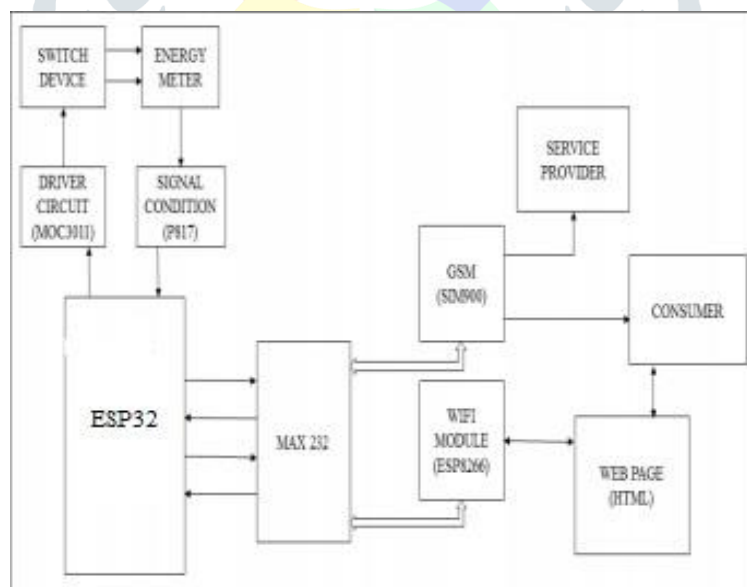 SWITCH
DEVICE
ENERGY
METER
DRIVER
CIRCUIT
(MOC3011)
SIGNAL
CONDITION
(P817)
SERVICE
PROVIDER
GSM
(SIM900)
CONSUMER
ESP32
MAX 232
WIFI
MODULE
(ESP8266)
WEB PAGE
(HTML)